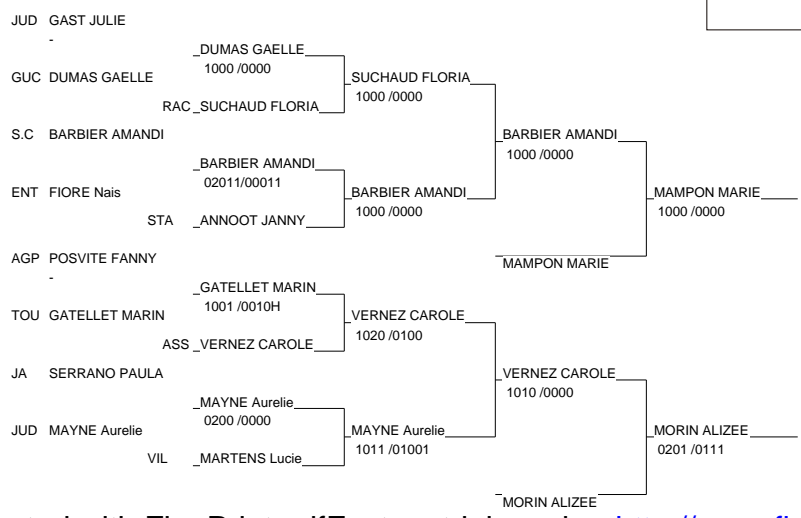 JUD GAST JULIE
-
_DUMAS GAELLE
1000 /0000
GUC DUMAS GAELLE
SUCHAUD FLORIA
1000 /0000
RAC _SUCHAUD FLORIA
S.C BARBIER AMANDI
BARBIER AMANDI
1000 /0000
_BARBIER AMANDI
02011/00011
ENT FIORE Nais
BARBIER AMANDI
1000 /0000
MAMPON MARIE
1000 /0000
STA _ANNOOT JANNY
AGP POSVITE FANNY
-
MAMPON MARIE
_GATELLET MARIN
1001 /0010H
TOU GATELLET MARIN
VERNEZ CAROLE
1020 /0100
ASS _VERNEZ CAROLE
JA SERRANO PAULA
VERNEZ CAROLE
1010 /0000
_MAYNE Aurelie
0200 /0000
JUD MAYNE Aurelie
MAYNE Aurelie
1011 /01001
MORIN ALIZEE
0201 /0111
VIL _MARTENS Lucie
MORIN ALIZEE